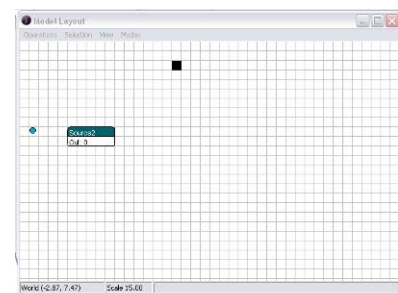 Model Layout
Operations Selection View Modes
Source2
Out: 0
World (-2.87, 7.47) Scale 15.00